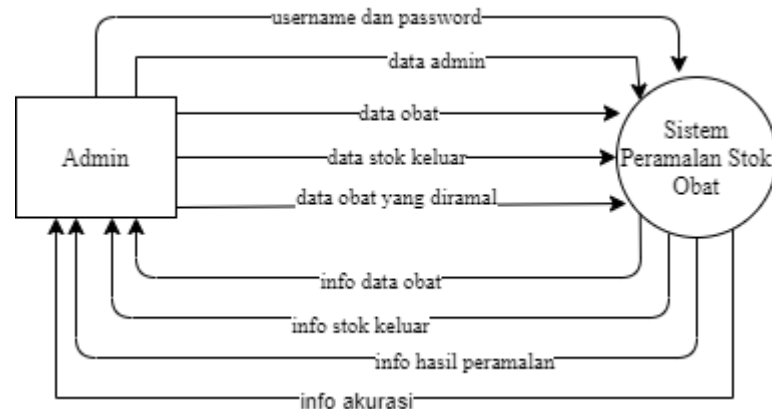 username dan password
data admin
data obat
Admin
data stok keluar
Sistem
Peramalan Stok
Obat
data obat yang diramal
info data obat
info stok keluar
info hasil peramalan
info akurasi